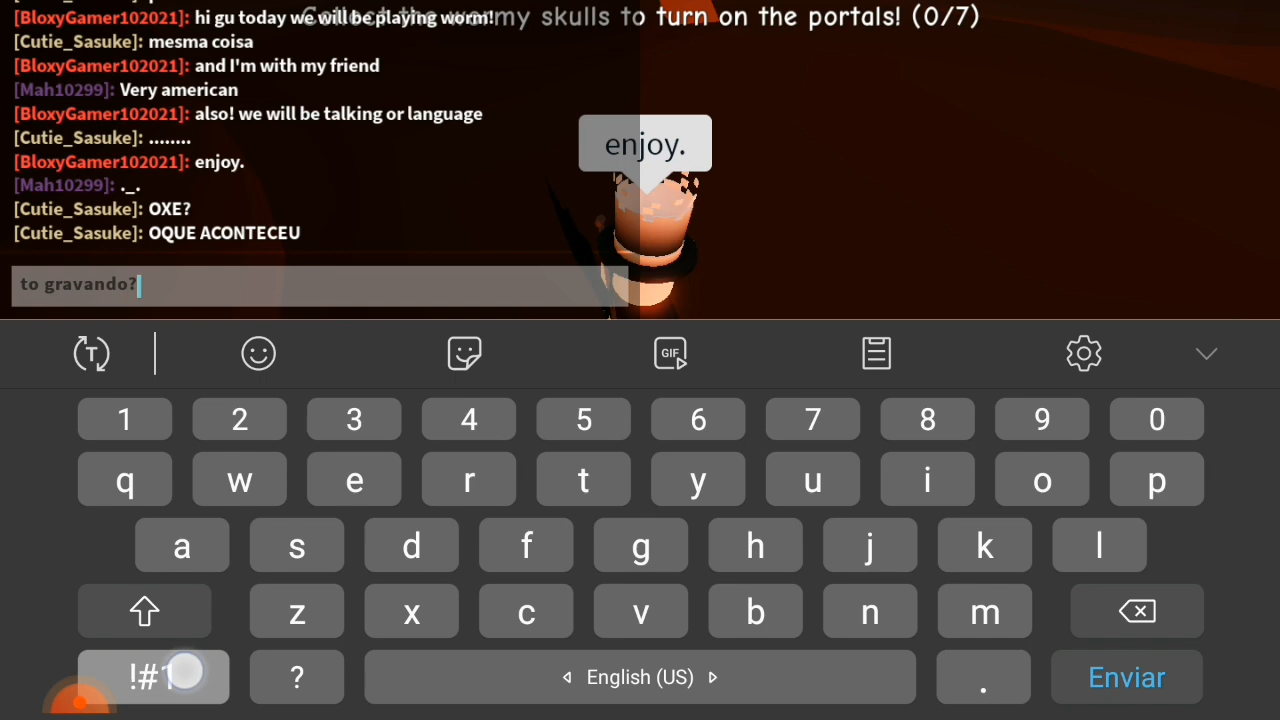 Collect the wormy skulls to turn on the portals! (0/7)
[BloxyGamer102021]: hi gu today we will be playing worm!
[Cutie_Sasuke]: mesma coisa
[BloxyGamer102021]: and I'm with my friend
[Mah10299]: Very american
[BloxyGamer102021]: also! we will be talking or language
[Cutie_Sasuke]: ........
[BloxyGamer102021]: enjoy.
[Mah10299]: ._.
[Cutie_Sasuke]: OXE?
[Cutie_Sasuke]: OQUE ACONTECEU
enjoy.
to gravando?
T
GIF
1 2 3 4 5 6 7 8 9 0
q w e r t y u i o p
a s d f g h j k l
z x c v b n m
!#1 ? English (US) . Enviar